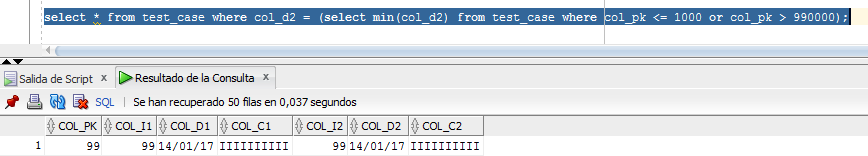 select * from test_case where col_d2 = (select min(col_d2) from test_case where col_pk <= 1000 or col_pk > 990000);
Salida de Script x Resultado de la Consulta x
SQL | Se han recuperado 50 filas en 0,037 segundos
COL_PK COL_I1 COL_D1 COL_C1 COL_I2 COL_D2 COL_C2
1 99 99 14/01/17 IIIIIIIIII 99 14/01/17 IIIIIIIIII